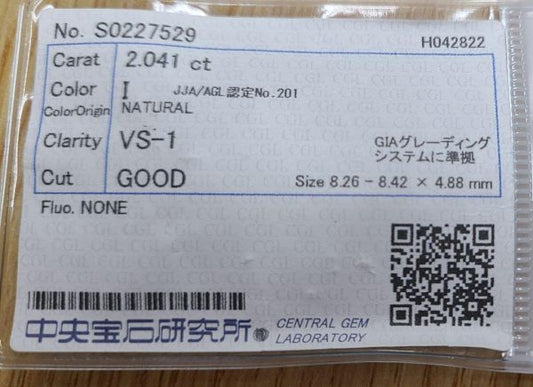 No. S0227529
H042822
Carat 2.041 ct
Color I JJA/AGL認定No.201
ColorOrigin NATURAL
Clarity VS-1 GIAグレーディング
システムに準拠
Cut GOOD Size 8.26 - 8.42 × 4.88 mm
Fluo. NONE
中央宝石研究所 CENTRAL GEM
LABORATORY